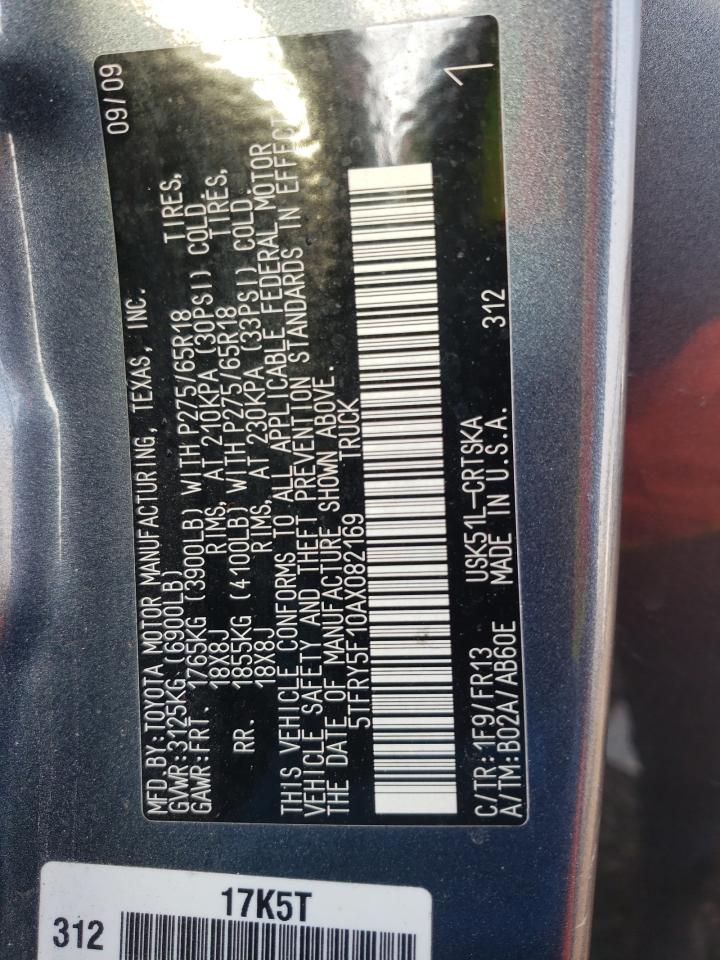 MFD.BY:TOYOTA MOTOR MANUFACTURING, TEXAS, INC. 09/09
GVWR:3125KG (6900LB)
GAWR:FRT. 1765KG (3900LB) WITH P275/65R18 TIRES,
18X8J RIMS, AT 210KPA (30PSI) COLD.
RR. 1855KG (4100LB) WITH P275/65R18 TIRES,
18X8J RIMS, AT 230KPA (33PSI) COLD.
THIS VEHICLE CONFORMS TO ALL APPLICABLE FEDERAL MOTOR
VEHICLE SAFETY AND THEFT PREVENTION STANDARDS IN EFFECT
THE DATE OF MANUFACTURE SHOWN ABOVE.
5TFRY5F10AX082169 TRUCK
C/TR:1F9/FR13 USK51L-CRTSKA 312 1
A/TM:B02A/AB60E MADE IN U.S.A.
17K5T
312